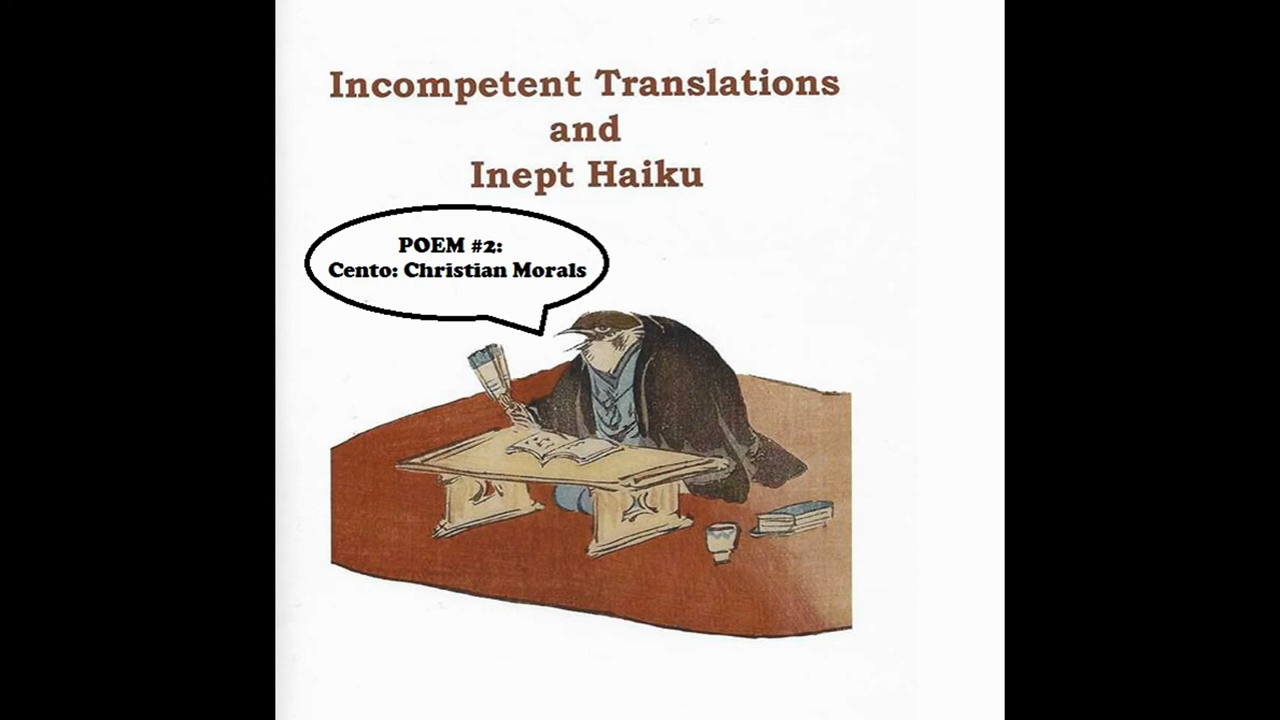 Incompetent Translations
and
Inept Haiku
POEM #2:
Cento: Christian Morals